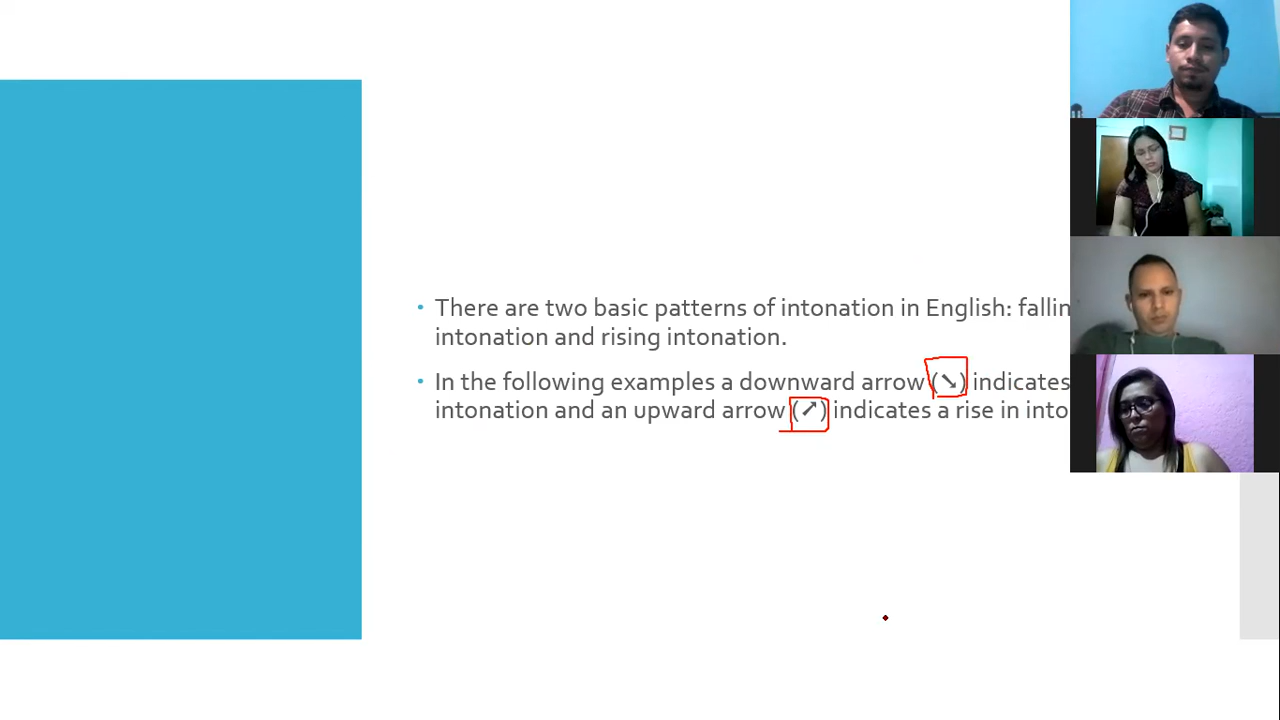 • There are two basic patterns of intonation in English: fallin
intonation and rising intonation.
• In the following examples a downward arrow (➘) indicates
intonation and an upward arrow (➚) indicates a rise in into